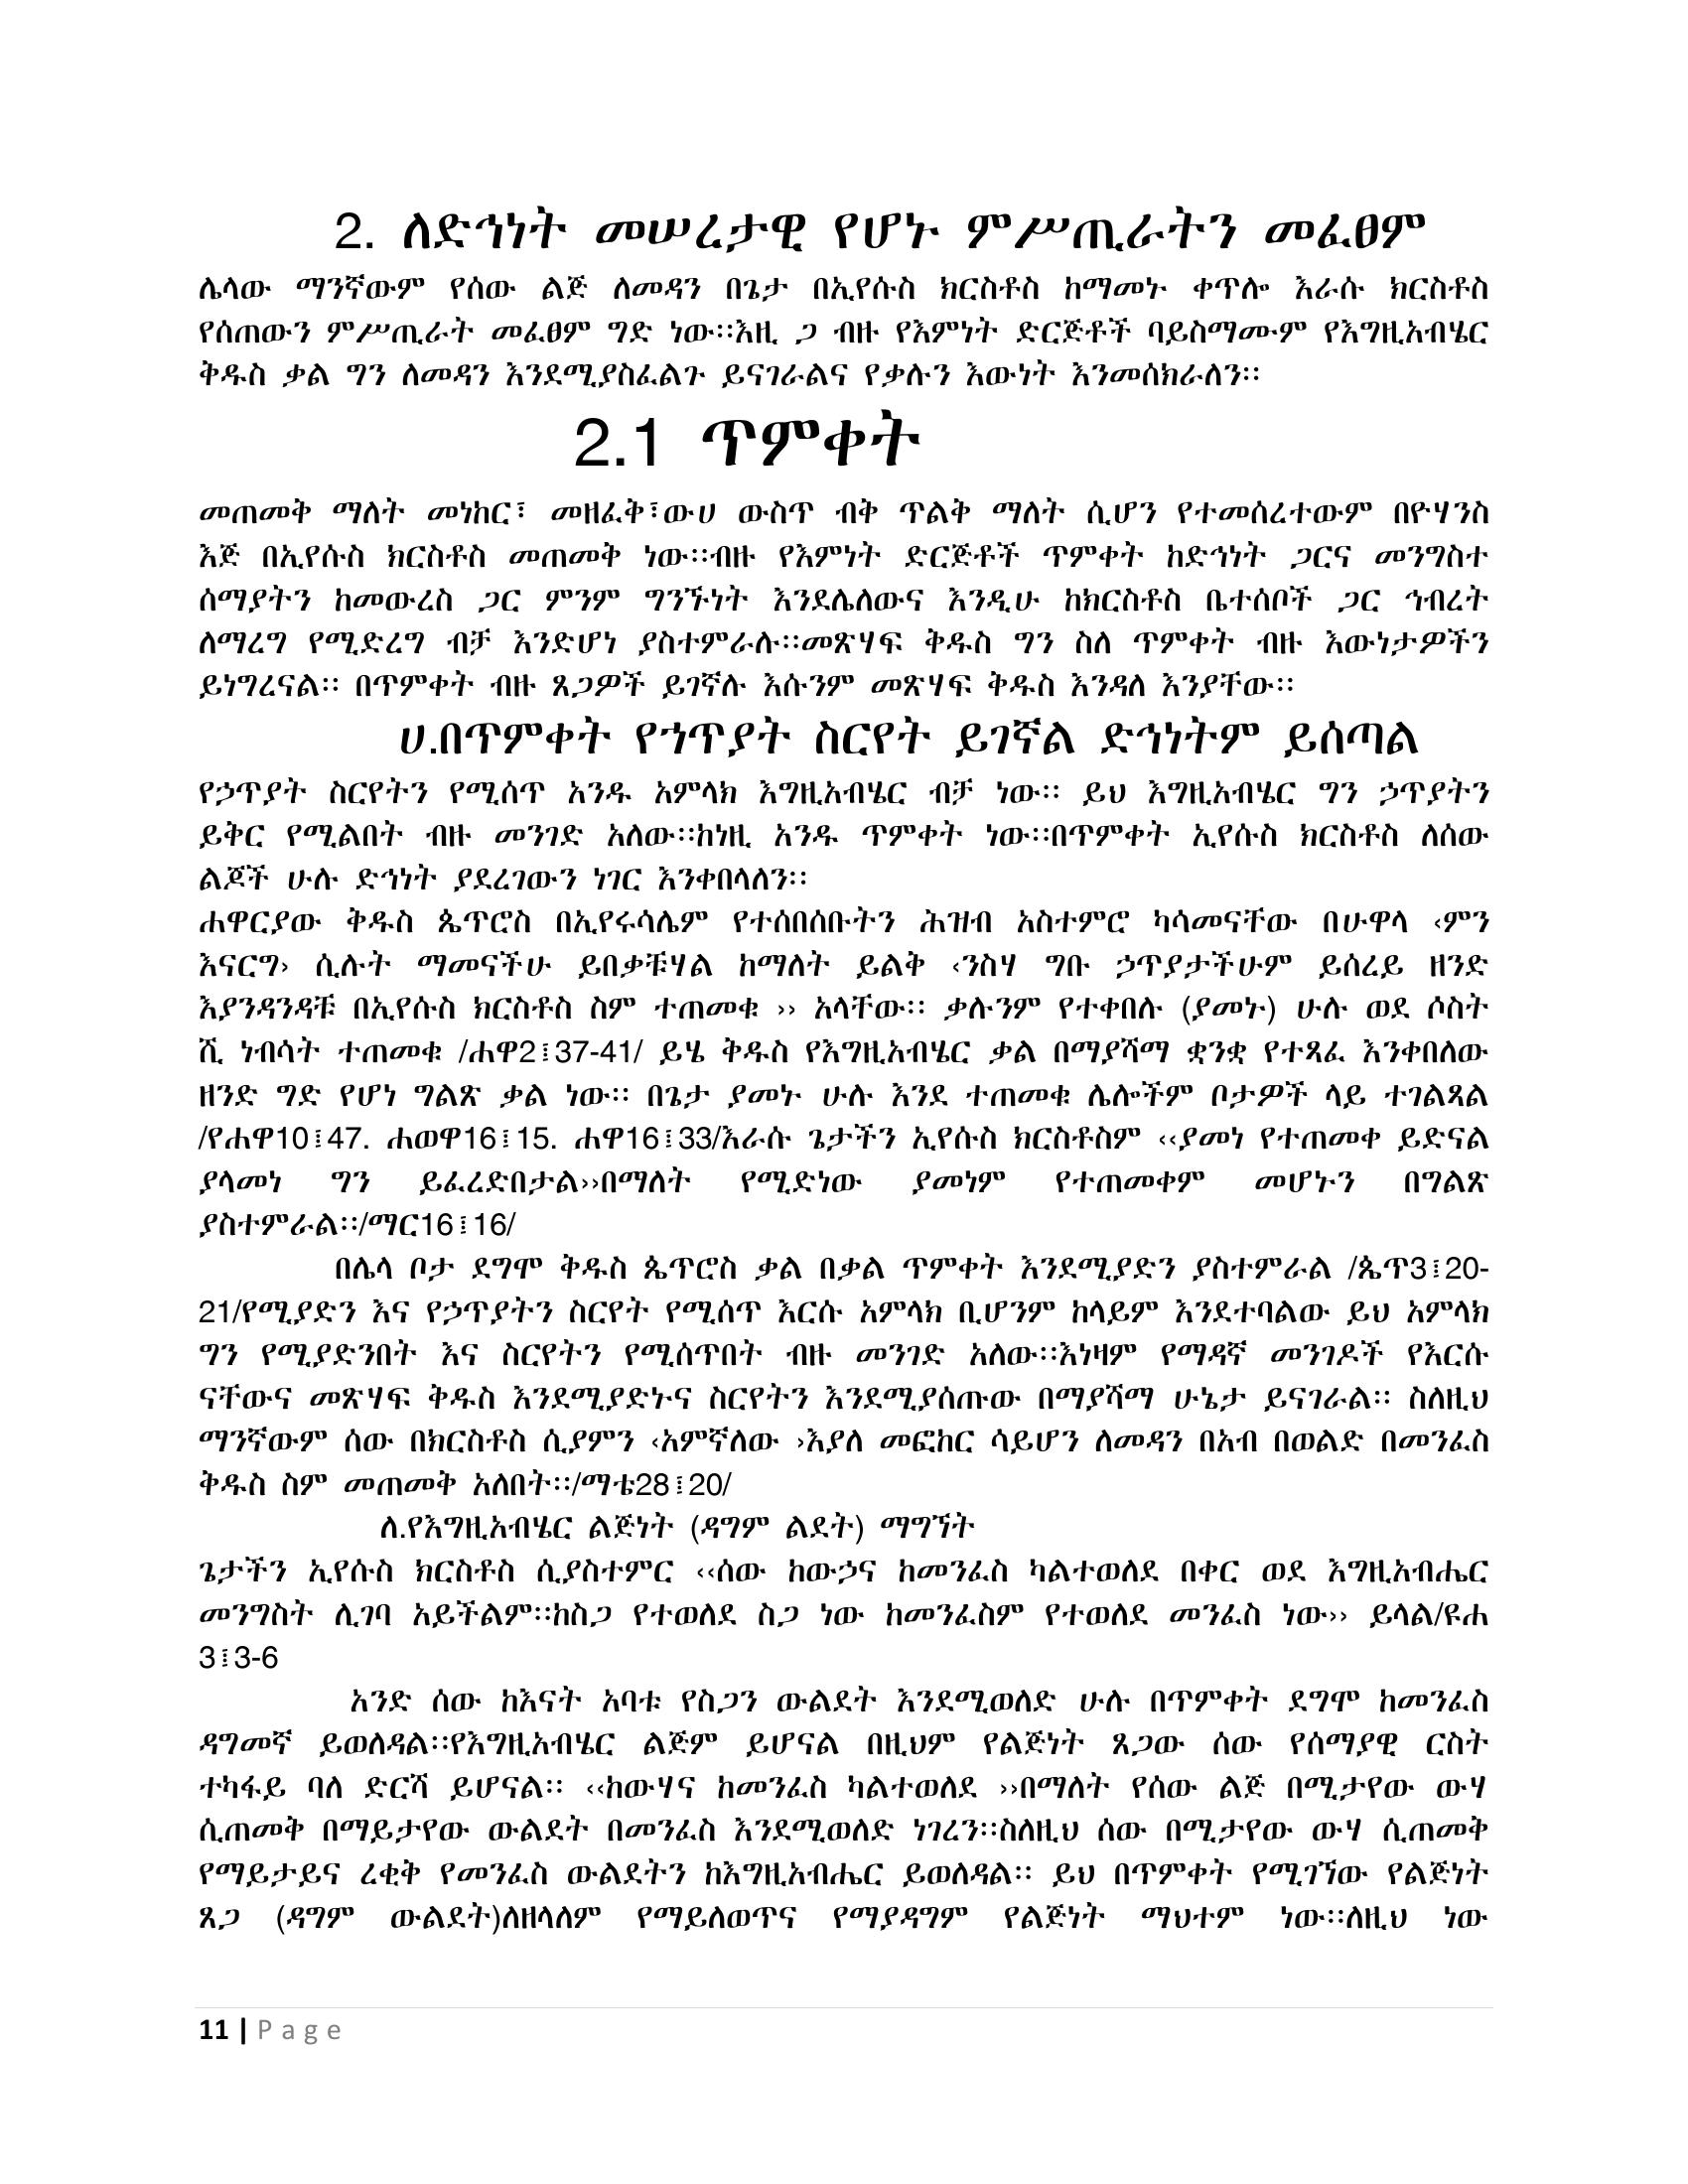 2. ለድኅነት መሠረታዊ የሆኑ ምሥጢራትን መፈፀም
ሌላው ማንኛውም የሰው ልጅ ለመዳን በጌታ በኢየሱስ ክርስቶስ ከማመኑ ቀጥሎ እራሱ ክርስቶስ
የሰጠውን ምሥጢራት መፈፀም ግድ ነው፡፡እዚ ጋ ብዙ የእምነት ድርጅቶች ባይስማሙም የእግዚአብሄር
ቅዱስ ቃል ግን ለመዳን እንደሚያስፈልጉ ይናገራልና የቃሉን እውነት እንመሰክራለን፡፡
2.1 ጥምቀት
መጠመቅ ማለት መነከር፣ መዘፈቅ፣ውሀ ውስጥ ብቅ ጥልቅ ማለት ሲሆን የተመሰረተውም በዮሃንስ
እጅ በኢየሱስ ክርስቶስ መጠመቅ ነው፡፡ብዙ የእምነት ድርጅቶች ጥምቀት ከድኅነት ጋርና መንግስተ
ሰማያትን ከመውረስ ጋር ምንም ግንኙነት እንደሌለውና እንዲሁ ከክርስቶስ ቤተሰቦች ጋር ኅብረት
ለማረግ የሚድረግ ብቻ እንድሆነ ያስተምራሉ፡፡መጽሃፍ ቅዱስ ግን ስለ ጥምቀት ብዙ እውነታዎችን
ይነግረናል፡፡ በጥምቀት ብዙ ጸጋዎች ይገኛሉ እሱንም መጽሃፍ ቅዱስ እንዳለ እንያቸው፡፡
ሀ.በጥምቀት የኀጥያት ስርየት ይገኛል ድኅነትም ይሰጣል
የኃጥያት ስርየትን የሚሰጥ አንዱ አምላክ እግዚአብሄር ብቻ ነው፡፡ ይህ እግዚአብሄር ግን ኃጥያትን
ይቅር የሚልበት ብዙ መንገድ አለው፡፡ከነዚ አንዱ ጥምቀት ነው፡፡በጥምቀት ኢየሱስ ክርስቶስ ለሰው
ልጆች ሁሉ ድኅነት ያደረገውን ነገር እንቀበላለን፡፡
ሐዋርያው ቅዱስ ጴጥሮስ በኢየሩሳሌም የተሰበሰቡትን ሕዝብ አስተምሮ ካሳመናቸው በሁዋላ ‹ምን
እናርግ› ሲሉት ማመናችሁ ይበቃቹሃል ከማለት ይልቅ ‹ንስሃ ግቡ ኃጥያታችሁም ይሰረይ ዘንድ
እያንዳንዳቹ በኢየሱስ ክርስቶስ ስም ተጠመቁ ›› አላቸው፡፡ ቃሉንም የተቀበሉ (ያመኑ) ሁሉ ወደ ሶስት
ሺ ነብሳት ተጠመቁ /ሐዋ2፤37-41/ ይሄ ቅዱስ የእግዚአብሄር ቃል በማያሻማ ቋንቋ የተጻፈ እንቀበለው
ዘንድ ግድ የሆነ ግልጽ ቃል ነው፡፡ በጌታ ያመኑ ሁሉ እንደ ተጠመቁ ሌሎችም ቦታዎች ላይ ተገልጻል
/የሐዋ10፤47. ሐወዋ16፤15. ሐዋ16፤33/እራሱ ጌታችን ኢየሱስ ክርስቶስም ‹‹ያመነ የተጠመቀ ይድናል
ያላመነ ግን ይፈረድበታል››በማለት የሚድነው ያመነም የተጠመቀም መሆኑን በግልጽ
ያስተምራል፡፡/ማር16፤16/
በሌላ ቦታ ደግሞ ቅዱስ ጴጥሮስ ቃል በቃል ጥምቀት እንደሚያድን ያስተምራል /ጴጥ3፤20-
21/የሚያድን እና የኃጥያትን ስርየት የሚሰጥ እርሱ አምላክ ቢሆንም ከላይም እንደተባልው ይህ አምላክ
ግን የሚያድንበት እና ስርየትን የሚሰጥበት ብዙ መንገድ አለው፡፡እነዛም የማዳኛ መንገዶች የእርሱ
ናቸውና መጽሃፍ ቅዱስ እንደሚያድኑና ስርየትን እንደሚያሰጡው በማያሻማ ሁኔታ ይናገራል፡፡ ስለዚህ
ማንኛውም ሰው በክርስቶስ ሲያምን ‹አምኛለው ›እያለ መፎከር ሳይሆን ለመዳን በአብ በወልድ በመንፈስ
ቅዱስ ስም መጠመቅ አለበት፡፡/ማቴ28፤20/
ለ.የእግዚአብሄር ልጅነት (ዳግም ልደት) ማግኘት
ጌታችን ኢየሱስ ክርስቶስ ሲያስተምር ‹‹ሰው ከውኃና ከመንፈስ ካልተወለደ በቀር ወደ እግዚአብሔር
መንግስት ሊገባ አይችልም፡፡ከስጋ የተወለደ ስጋ ነው ከመንፈስም የተወለደ መንፈስ ነው›› ይላል/ዩሐ
3፤3-6
አንድ ሰው ከእናት አባቱ የስጋን ውልደት እንደሚወለድ ሁሉ በጥምቀት ደግሞ ከመንፈስ
ዳግመኛ ይወለዳል፡፡የእግዚአብሄር ልጅም ይሆናል በዚህም የልጅነት ጸጋው ሰው የሰማያዊ ርስት
ተካፋይ ባለ ድርሻ ይሆናል፡፡ ‹‹ከውሃና ከመንፈስ ካልተወለደ ››በማለት የሰው ልጅ በሚታየው ውሃ
ሲጠመቅ በማይታየው ውልደት በመንፈስ እንደሚወለድ ነገረን፡፡ስለዚህ ሰው በሚታየው ውሃ ሲጠመቅ
የማይታይና ረቂቅ የመንፈስ ውልደትን ከእግዚአብሔር ይወለዳል፡፡ ይህ በጥምቀት የሚገኘው የልጅነት
ጸጋ (ዳግም ውልደት)ለዘላለም የማይለወጥና የማያዳግም የልጅነት ማህተም ነው፡፡ለዚህ ነው
11 | Page